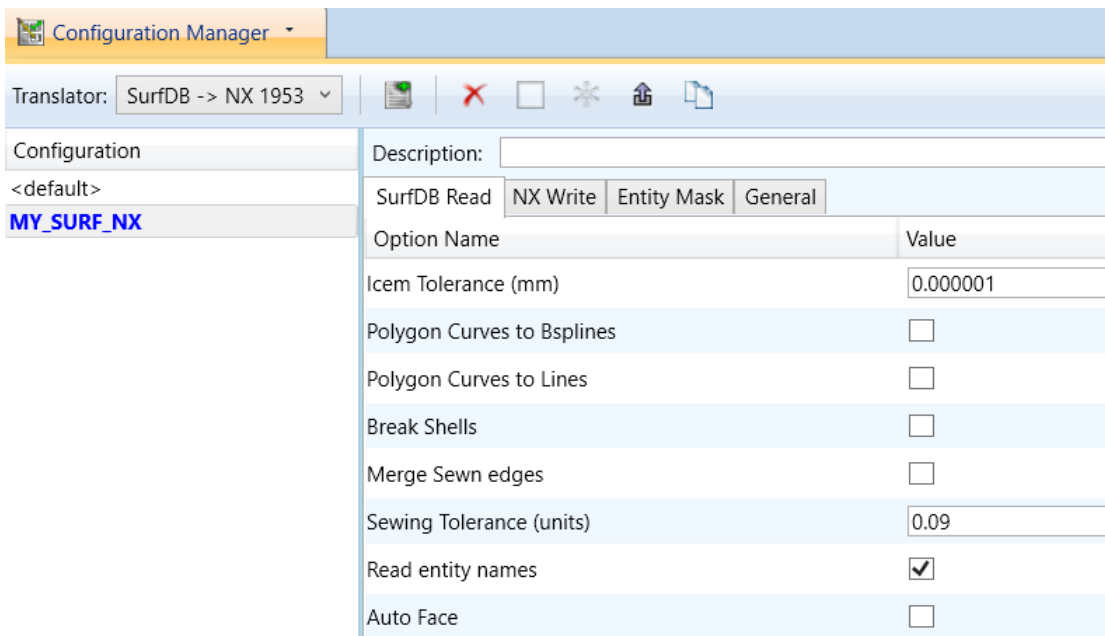 Configuration Manager
Translator: SurfDB -> NX 1953
Configuration
Description:
<default>
SurfDB Read NX Write Entity Mask General
MY_SURF_NX
Option Name Value
Icem Tolerance (mm) 0.000001
Polygon Curves to Bsplines
Polygon Curves to Lines
Break Shells
Merge Sewn edges
Sewing Tolerance (units) 0.09
Read entity names
Auto Face